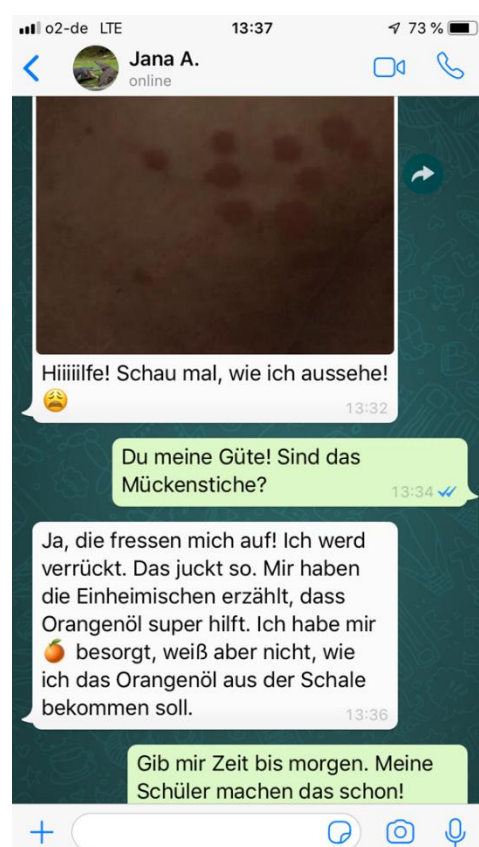 o2-de LTE 13:37 73 %
Jana A.
online
Hiiiiilfe! Schau mal, wie ich aussehe!
😩 13:32
Du meine Güte! Sind das
Mückenstiche? 13:34
Ja, die fressen mich auf! Ich werd
verrückt. Das juckt so. Mir haben
die Einheimischen erzählt, dass
Orangenöl super hilft. Ich habe mir
🍊 besorgt, weiß aber nicht, wie
ich das Orangenöl aus der Schale
bekommen soll. 13:36
Gib mir Zeit bis morgen. Meine
Schüler machen das schon!